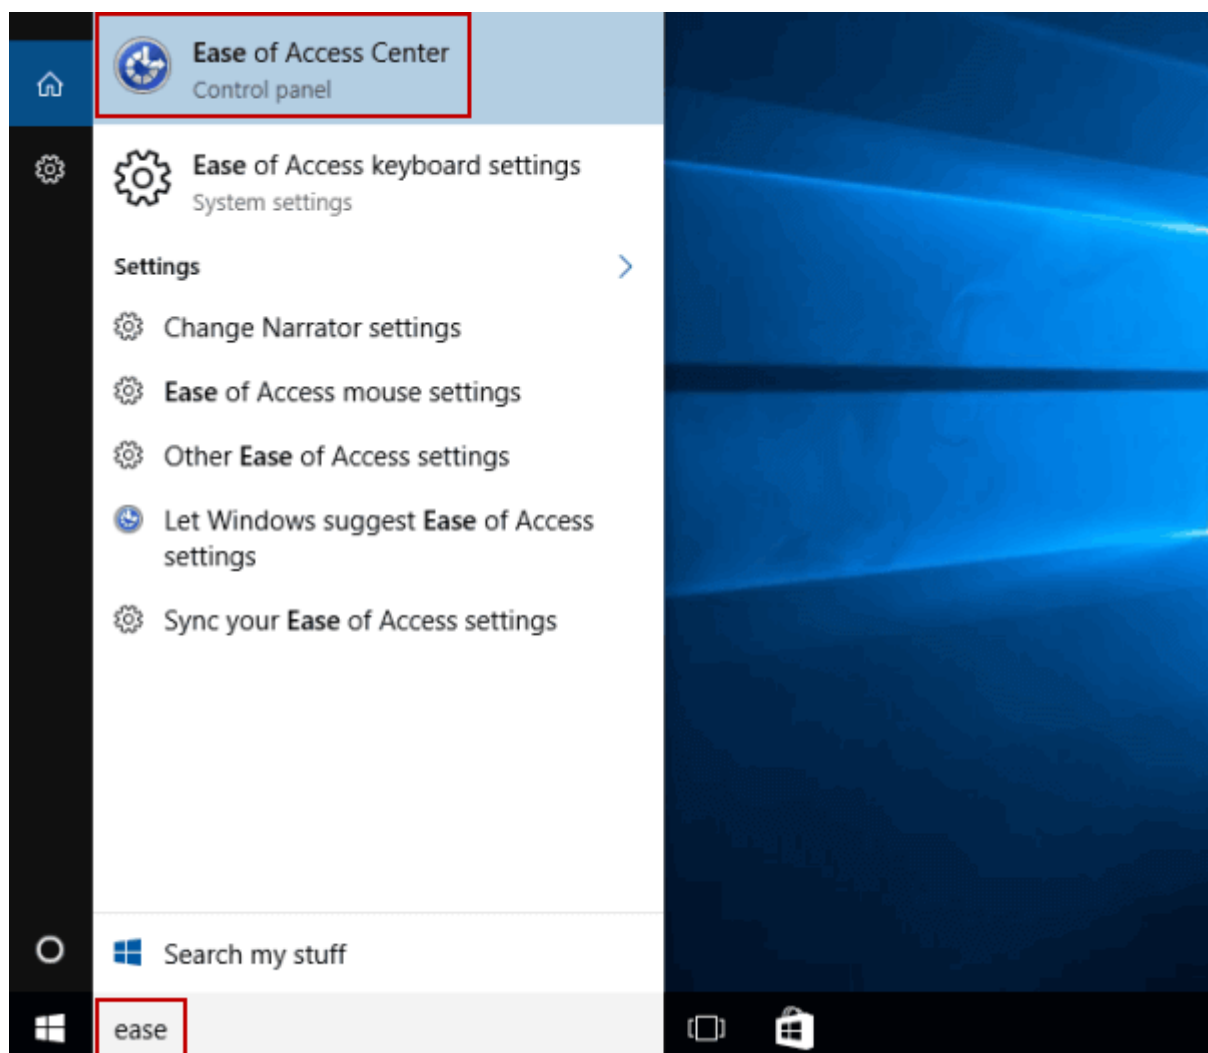 Ease of Access Center
Control panel
Ease of Access keyboard settings
System settings
Settings
Change Narrator settings
Ease of Access mouse settings
Other Ease of Access settings
Let Windows suggest Ease of Access
settings
Sync your Ease of Access settings
Search my stuff
ease